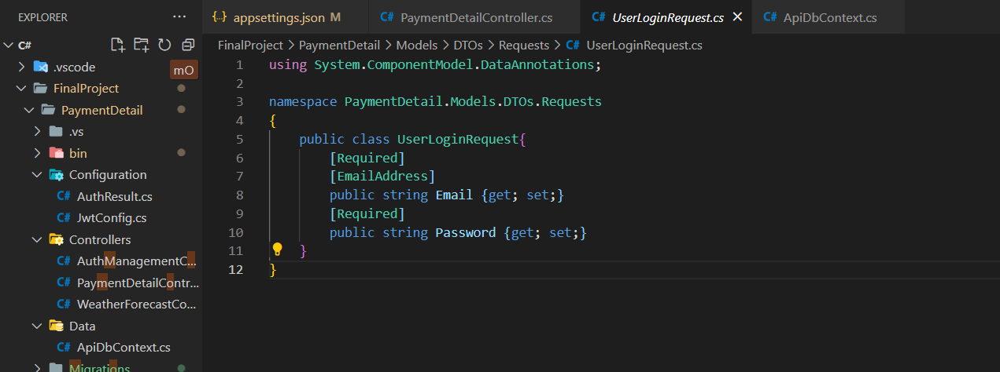 EXPLORER ...
appsettings.json M
C# PaymentDetailController.cs
C# UserLoginRequest.cs
C# ApiDbContext.cs
C#
FinalProject > PaymentDetail > Models > DTOs > Requests > C# UserLoginRequest.cs
.vscode
mO
FinalProject
PaymentDetail
.vs
bin
Configuration
C# AuthResult.cs
C# JwtConfig.cs
Controllers
C# AuthManagementC...
C# PaymentDetailContr...
C# WeatherForecastCo...
Data
C# ApiDbContext.cs
Migrations
1 using System.ComponentModel.DataAnnotations;
2
3 namespace PaymentDetail.Models.DTOs.Requests
4 {
5 public class UserLoginRequest{
6 [Required]
7 [EmailAddress]
8 public string Email {get; set;}
9 [Required]
10 public string Password {get; set;}
11 }
12 }